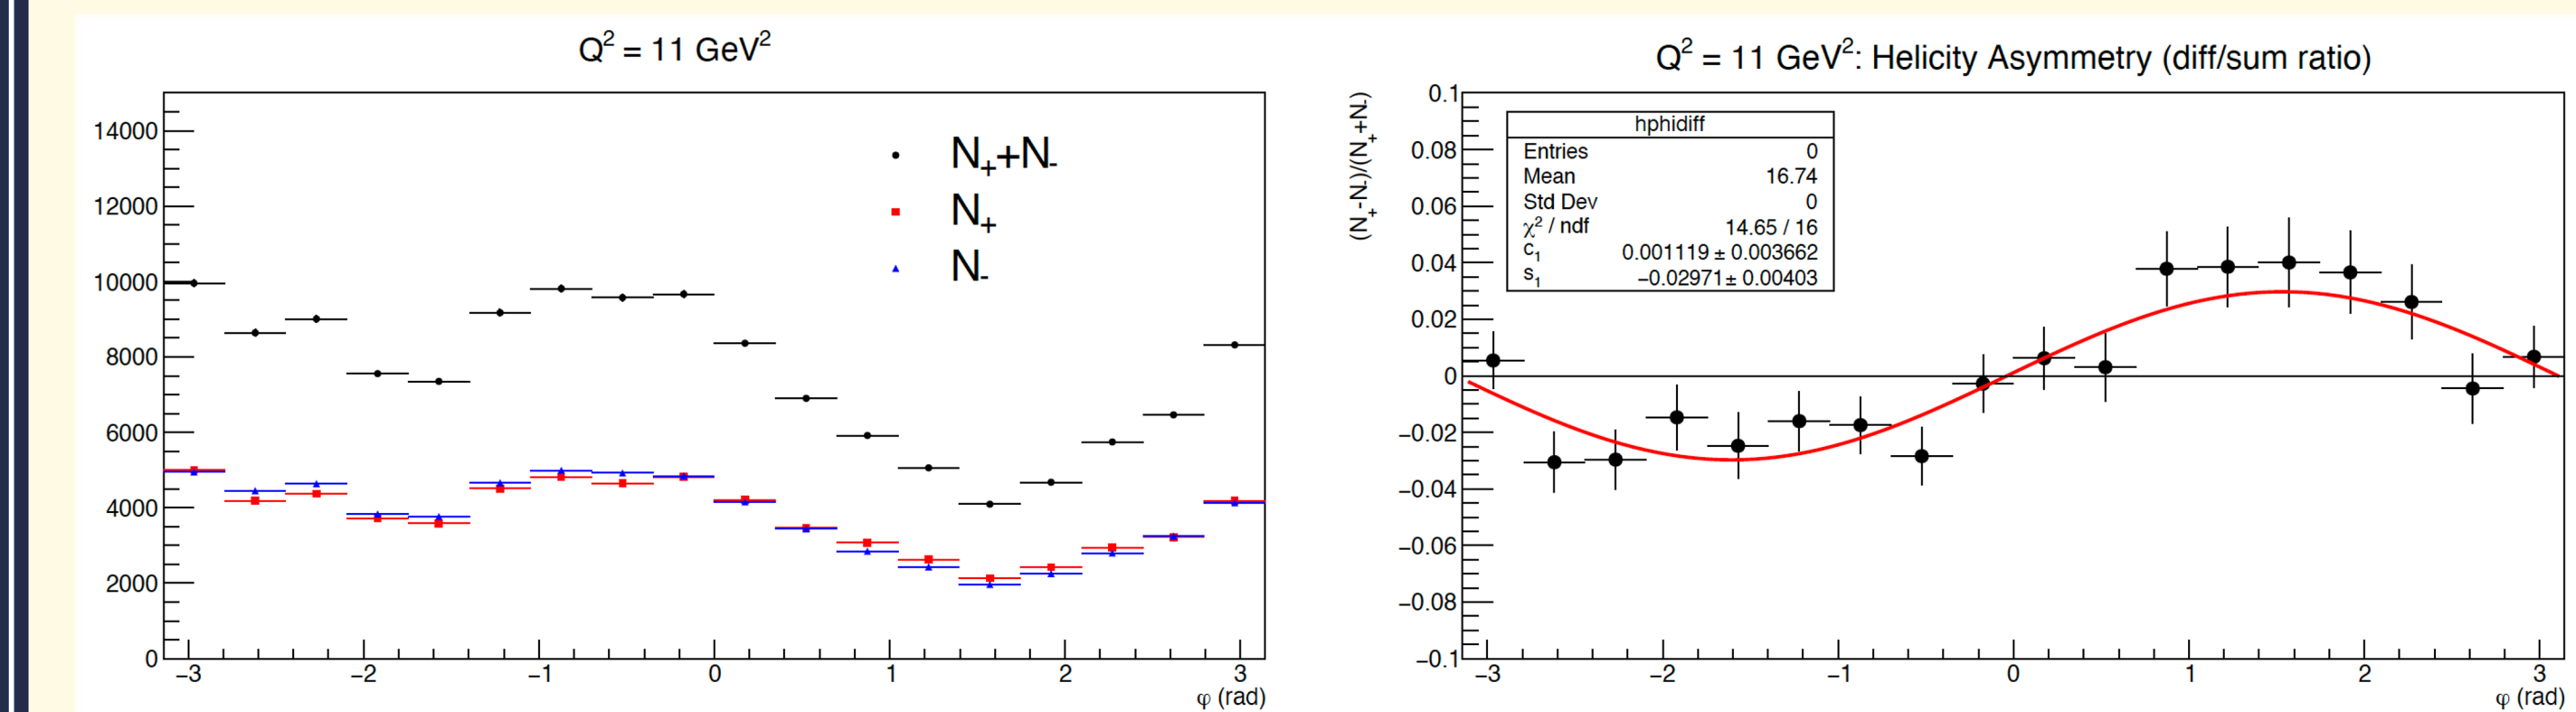 Q² = 11 GeV²
14000
12000
10000
8000
6000
4000
2000
0
−3 −2 −1 0 1 2 3
φ (rad)
N₊+N₋
N₊
N₋
Q² = 11 GeV²: Helicity Asymmetry (diff/sum ratio)
(N₊-N₋)/(N₊+N₋)
0.1
0.08
0.06
0.04
0.02
0
−0.02
−0.04
−0.06
−0.08
−0.1
hphidiff
Entries 0
Mean 16.74
Std Dev 0
χ² / ndf 14.65 / 16
c₁ 0.001119 ± 0.003662
s₁ −0.02971 ± 0.00403
−3 −2 −1 0 1 2 3
φ (rad)